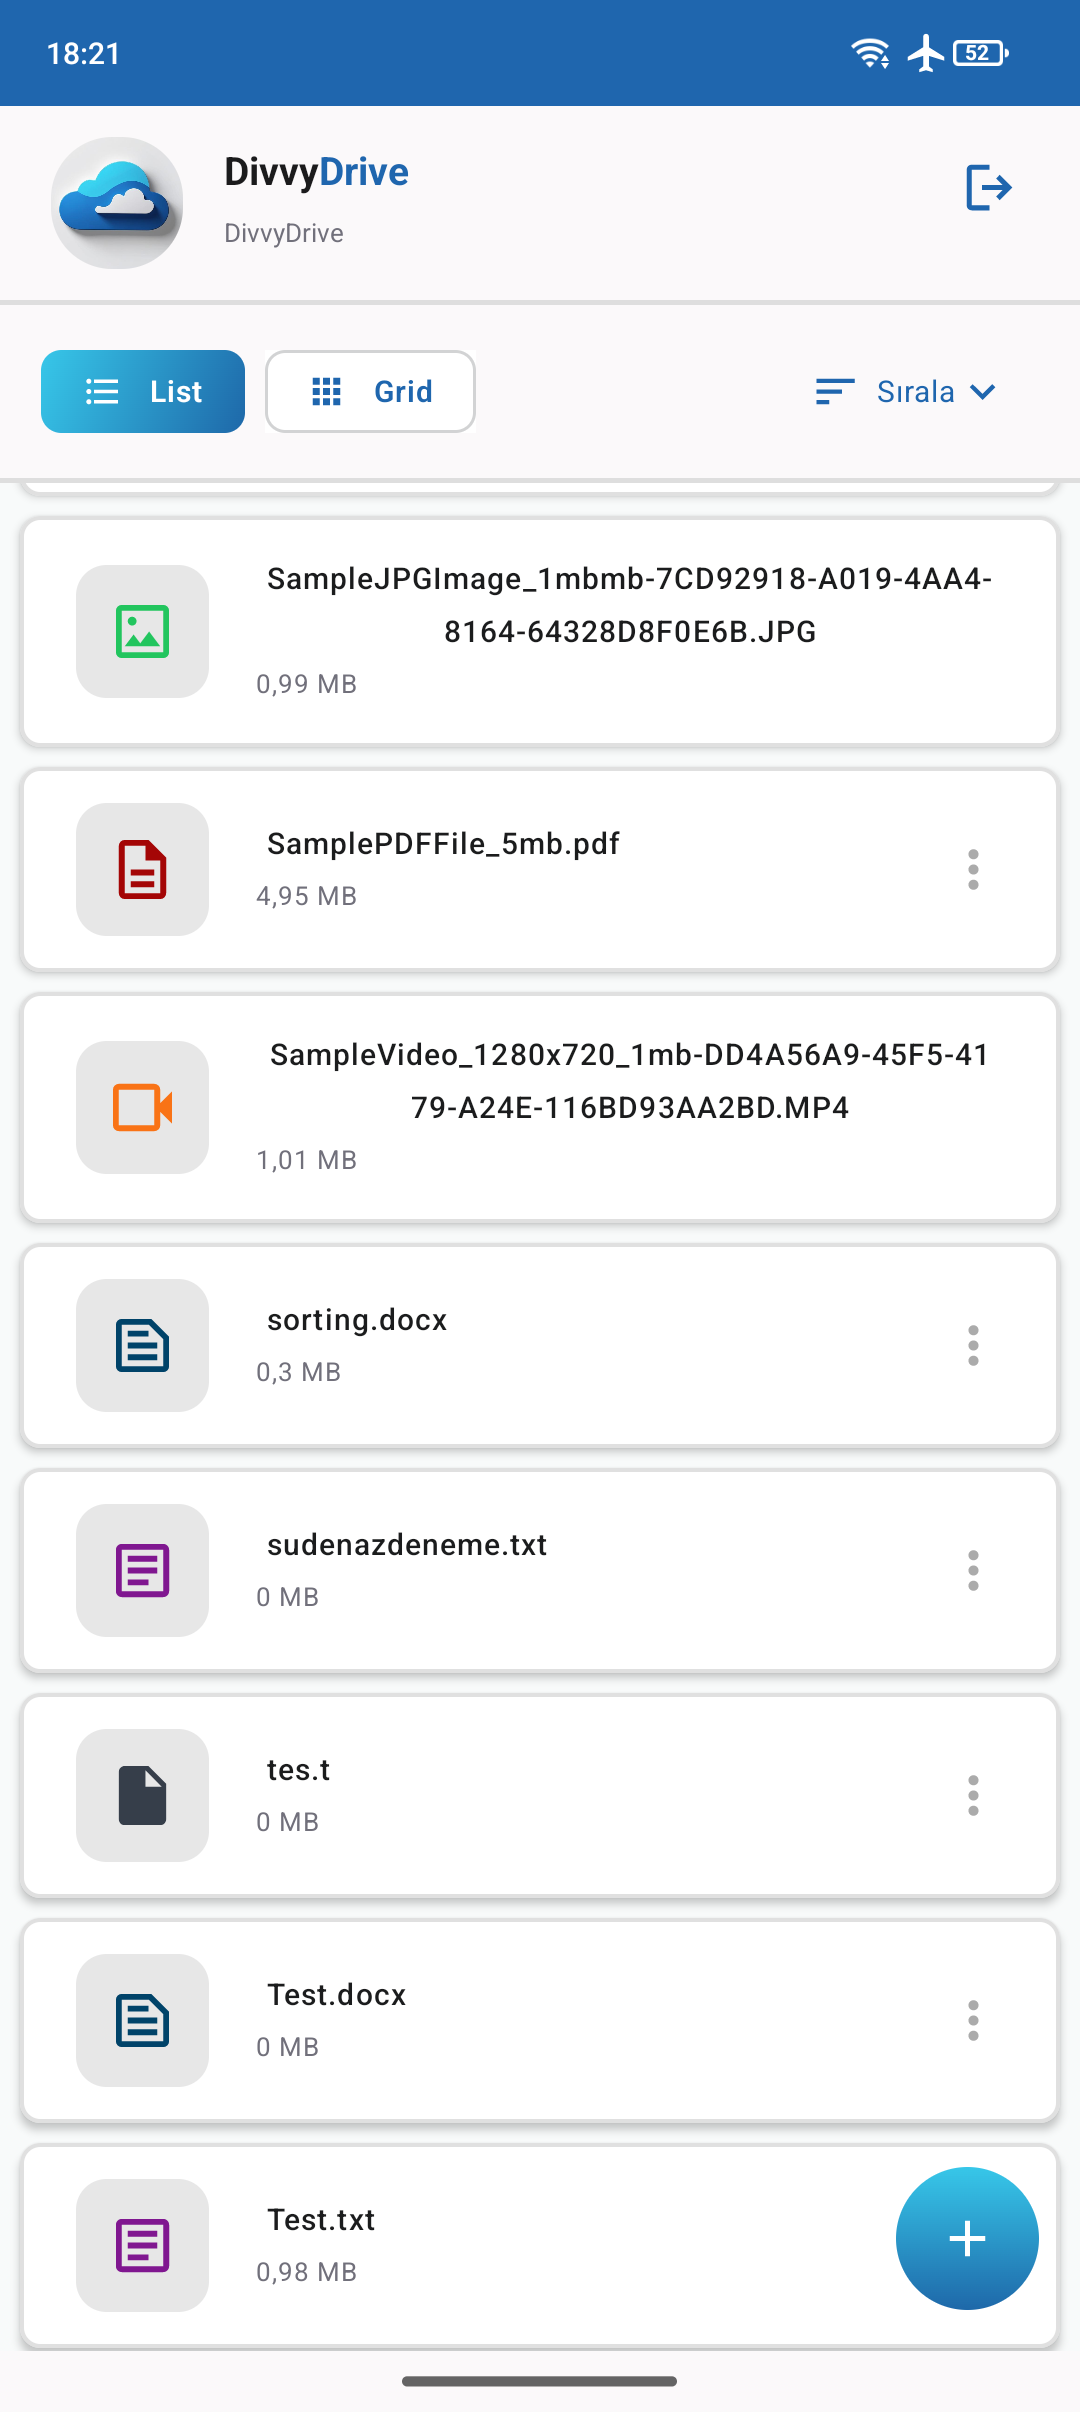 18:21
52
DivvyDrive
DivvyDrive
List
Grid
Sırala
SampleJPGImage_1mbmb-7CD92918-A019-4AA4-
8164-64328D8F0E6B.JPG
0,99 MB
SamplePDFFile_5mb.pdf
4,95 MB
SampleVideo_1280x720_1mb-DD4A56A9-45F5-41
79-A24E-116BD93AA2BD.MP4
1,01 MB
sorting.docx
0,3 MB
sudenazdeneme.txt
0 MB
tes.t
0 MB
Test.docx
0 MB
Test.txt
0,98 MB